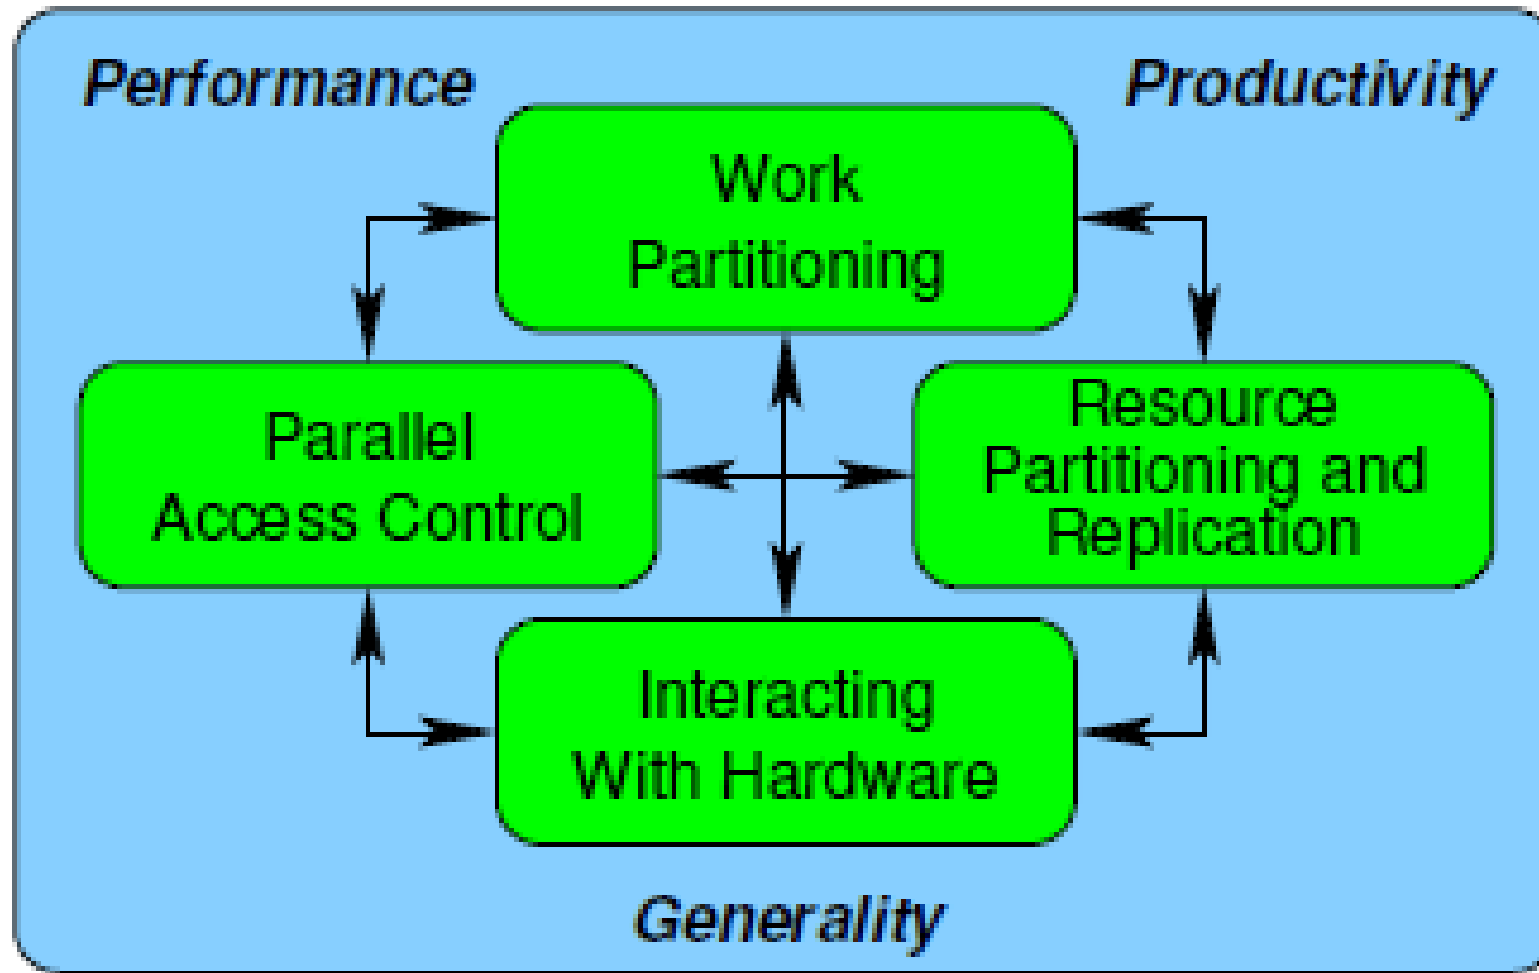 Performance
Productivity
Work
Partitioning
Parallel
Access Control
Resource
Partitioning and
Replication
Interacting
With Hardware
Generality